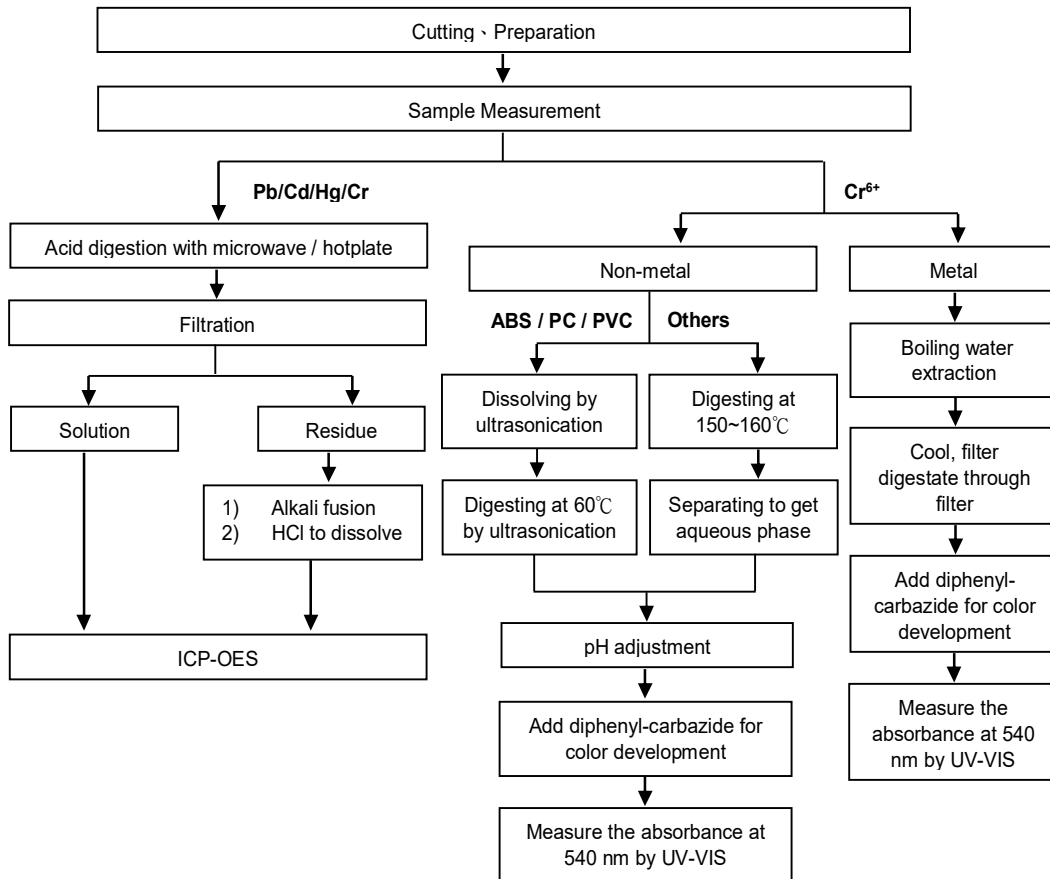 Cutting、Preparation
Sample Measurement
Pb/Cd/Hg/Cr
Cr⁶⁺
Acid digestion with microwave / hotplate
Non-metal
Metal
Filtration
ABS / PC / PVC
Others
Boiling water
extraction
Solution
Residue
Dissolving by
ultrasonication
Digesting at
150~160℃
Cool, filter
digestate through
filter
1) Alkali fusion
2) HCl to dissolve
Digesting at 60℃
by ultrasonication
Separating to get
aqueous phase
Add diphenyl-
carbazide for color
development
ICP-OES
pH adjustment
Measure the
absorbance at 540
nm by UV-VIS
Add diphenyl-carbazide for
color development
Measure the absorbance at
540 nm by UV-VIS